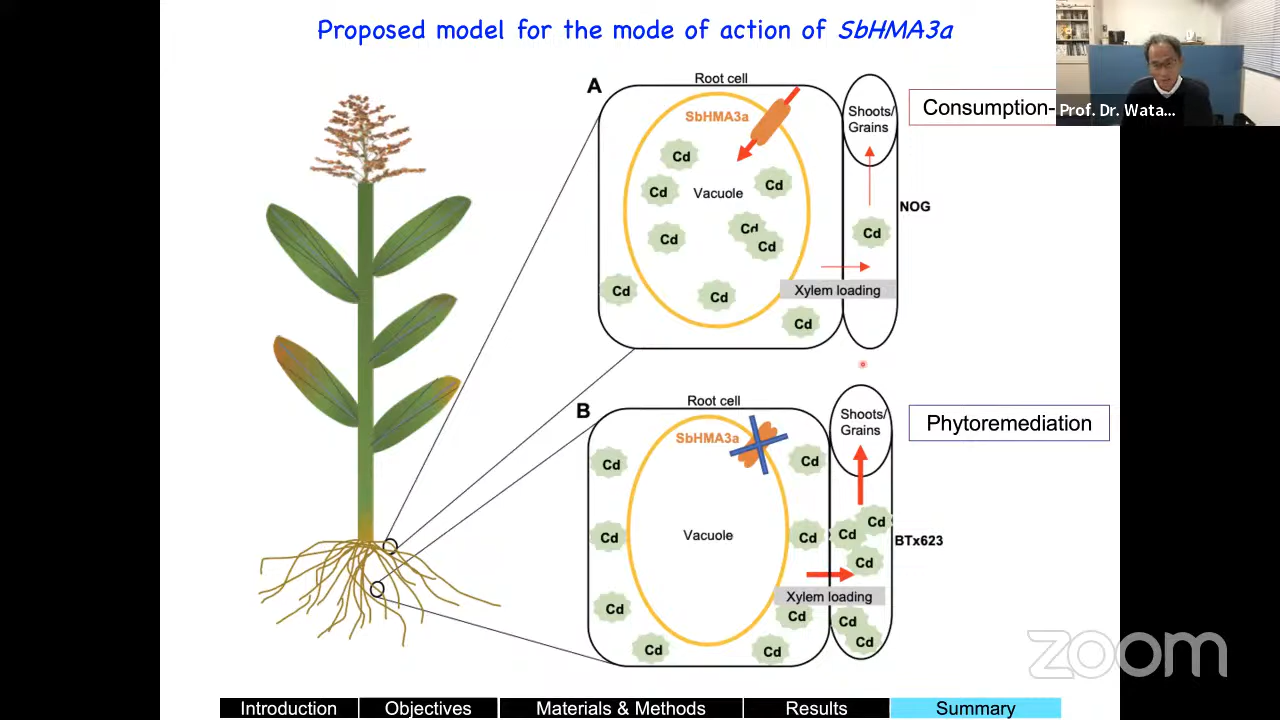 Proposed model for the mode of action of SbHMA3a
A
Root cell
SbHMA3a
Cd
Cd
Cd
Vacuole
Cd
Cd
Cd
Cd
Cd
Cd
Xylem loading
Shoots/
Grains
Cd
NOG
Consumption-
Prof. Dr. Wata...
B
Root cell
SbHMA3a
Cd
Cd
Cd
Cd
Vacuole
Cd
Cd
Cd
Cd
Cd
Xylem loading
Shoots/
Grains
Cd
Cd
Cd
Cd
Cd
BTx623
Phytoremediation
zoom
Introduction
Objectives
Materials & Methods
Results
Summary